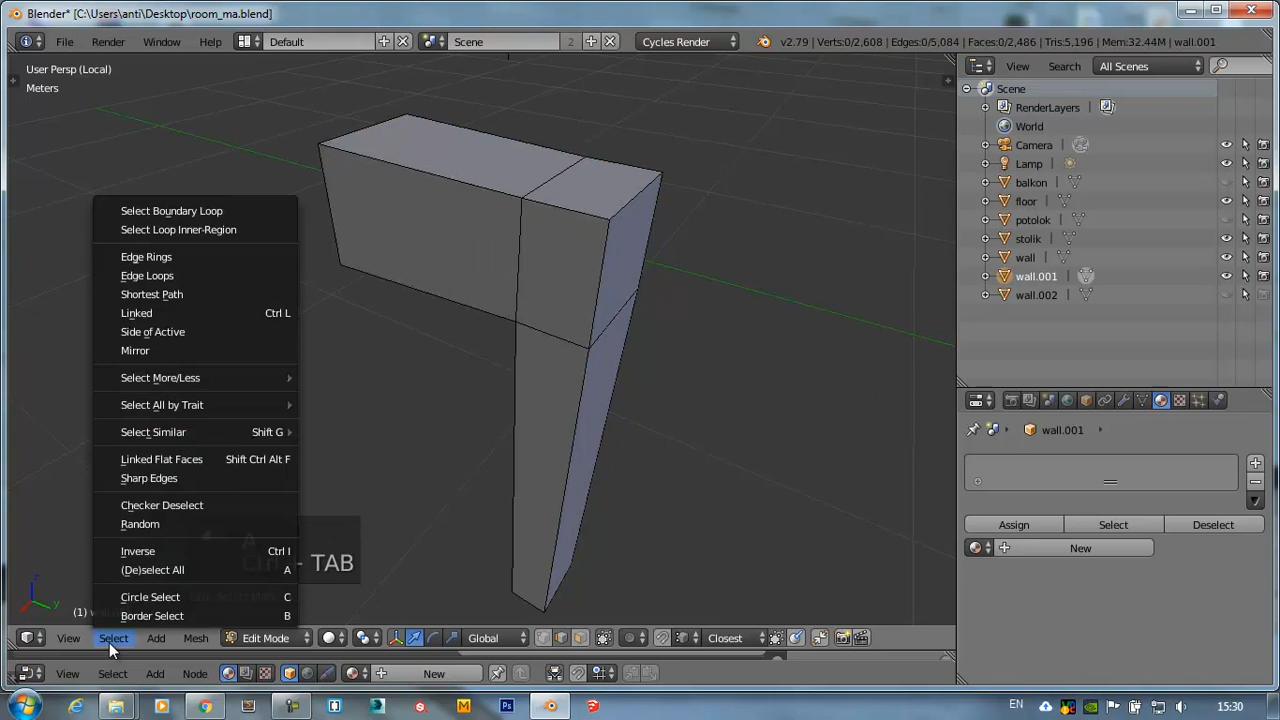 Blender* [C:\Users\anti\Desktop\room_ma.blend]
File Render Window Help Default Scene 2 Cycles Render v2.79 | Verts:0/2,608 | Edges:0/5,084 | Faces:0/2,486 | Tris:5,196 | Mem:32.44M | wall.001
User Persp (Local)
Meters
View Search All Scenes
Scene
RenderLayers
World
Camera
Lamp
balkon
floor
potolok
stolik
wall
wall.001
wall.002
Select Boundary Loop
Select Loop Inner-Region
Edge Rings
Edge Loops
Shortest Path
Linked Ctrl L
Side of Active
Mirror
Select More/Less
Select All by Trait
Select Similar Shift G
Linked Flat Faces Shift Ctrl Alt F
Sharp Edges
Checker Deselect
Random
Inverse Ctrl I
(De)select All A
Circle Select C
Border Select B
A
- TAB
(1)
wall.001
Assign Select Deselect
New
View Select Add Mesh Edit Mode Global Closest
View Select Add Node New
EN 15:30